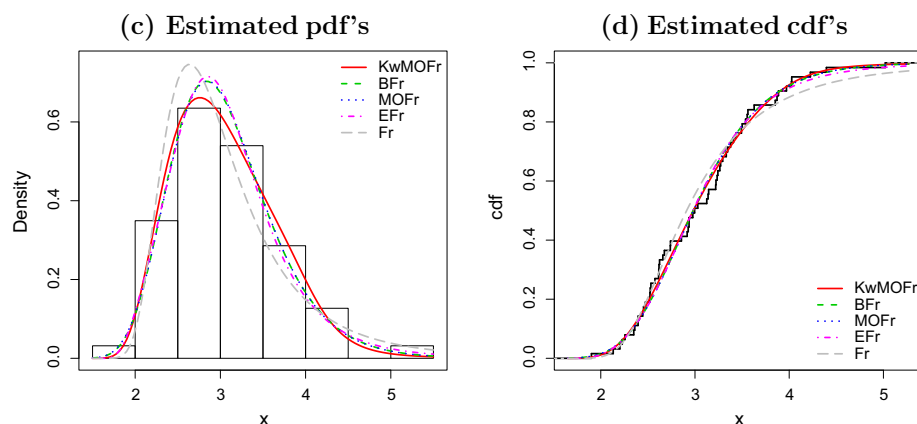 (c) Estimated pdf's
KwMOFr
BFr
MOFr
EFr
Fr
Density
0.0
0.2
0.4
0.6
2
3
4
5
x
(d) Estimated cdf's
cdf
0.0
0.2
0.4
0.6
0.8
1.0
KwMOFr
BFr
MOFr
EFr
Fr
2
3
4
5
x